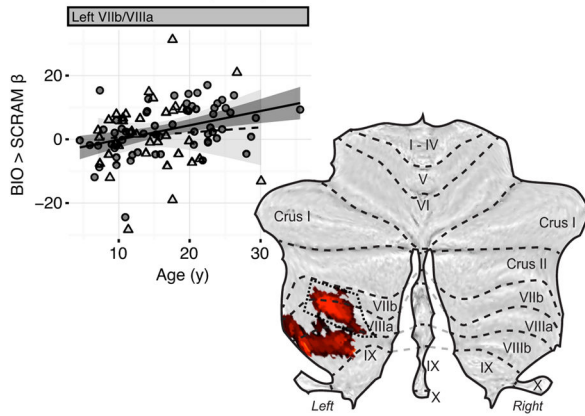 Left VIIb/VIIIa
BIO > SCRAM β
20
0
−20
10
20
30
Age (y)
I - IV
V
VI
Crus I
Crus I
Crus II
VIIb
VIIb
VIIIa
VIIIa
VIIIb
IX
IX
X
X
Left
Right